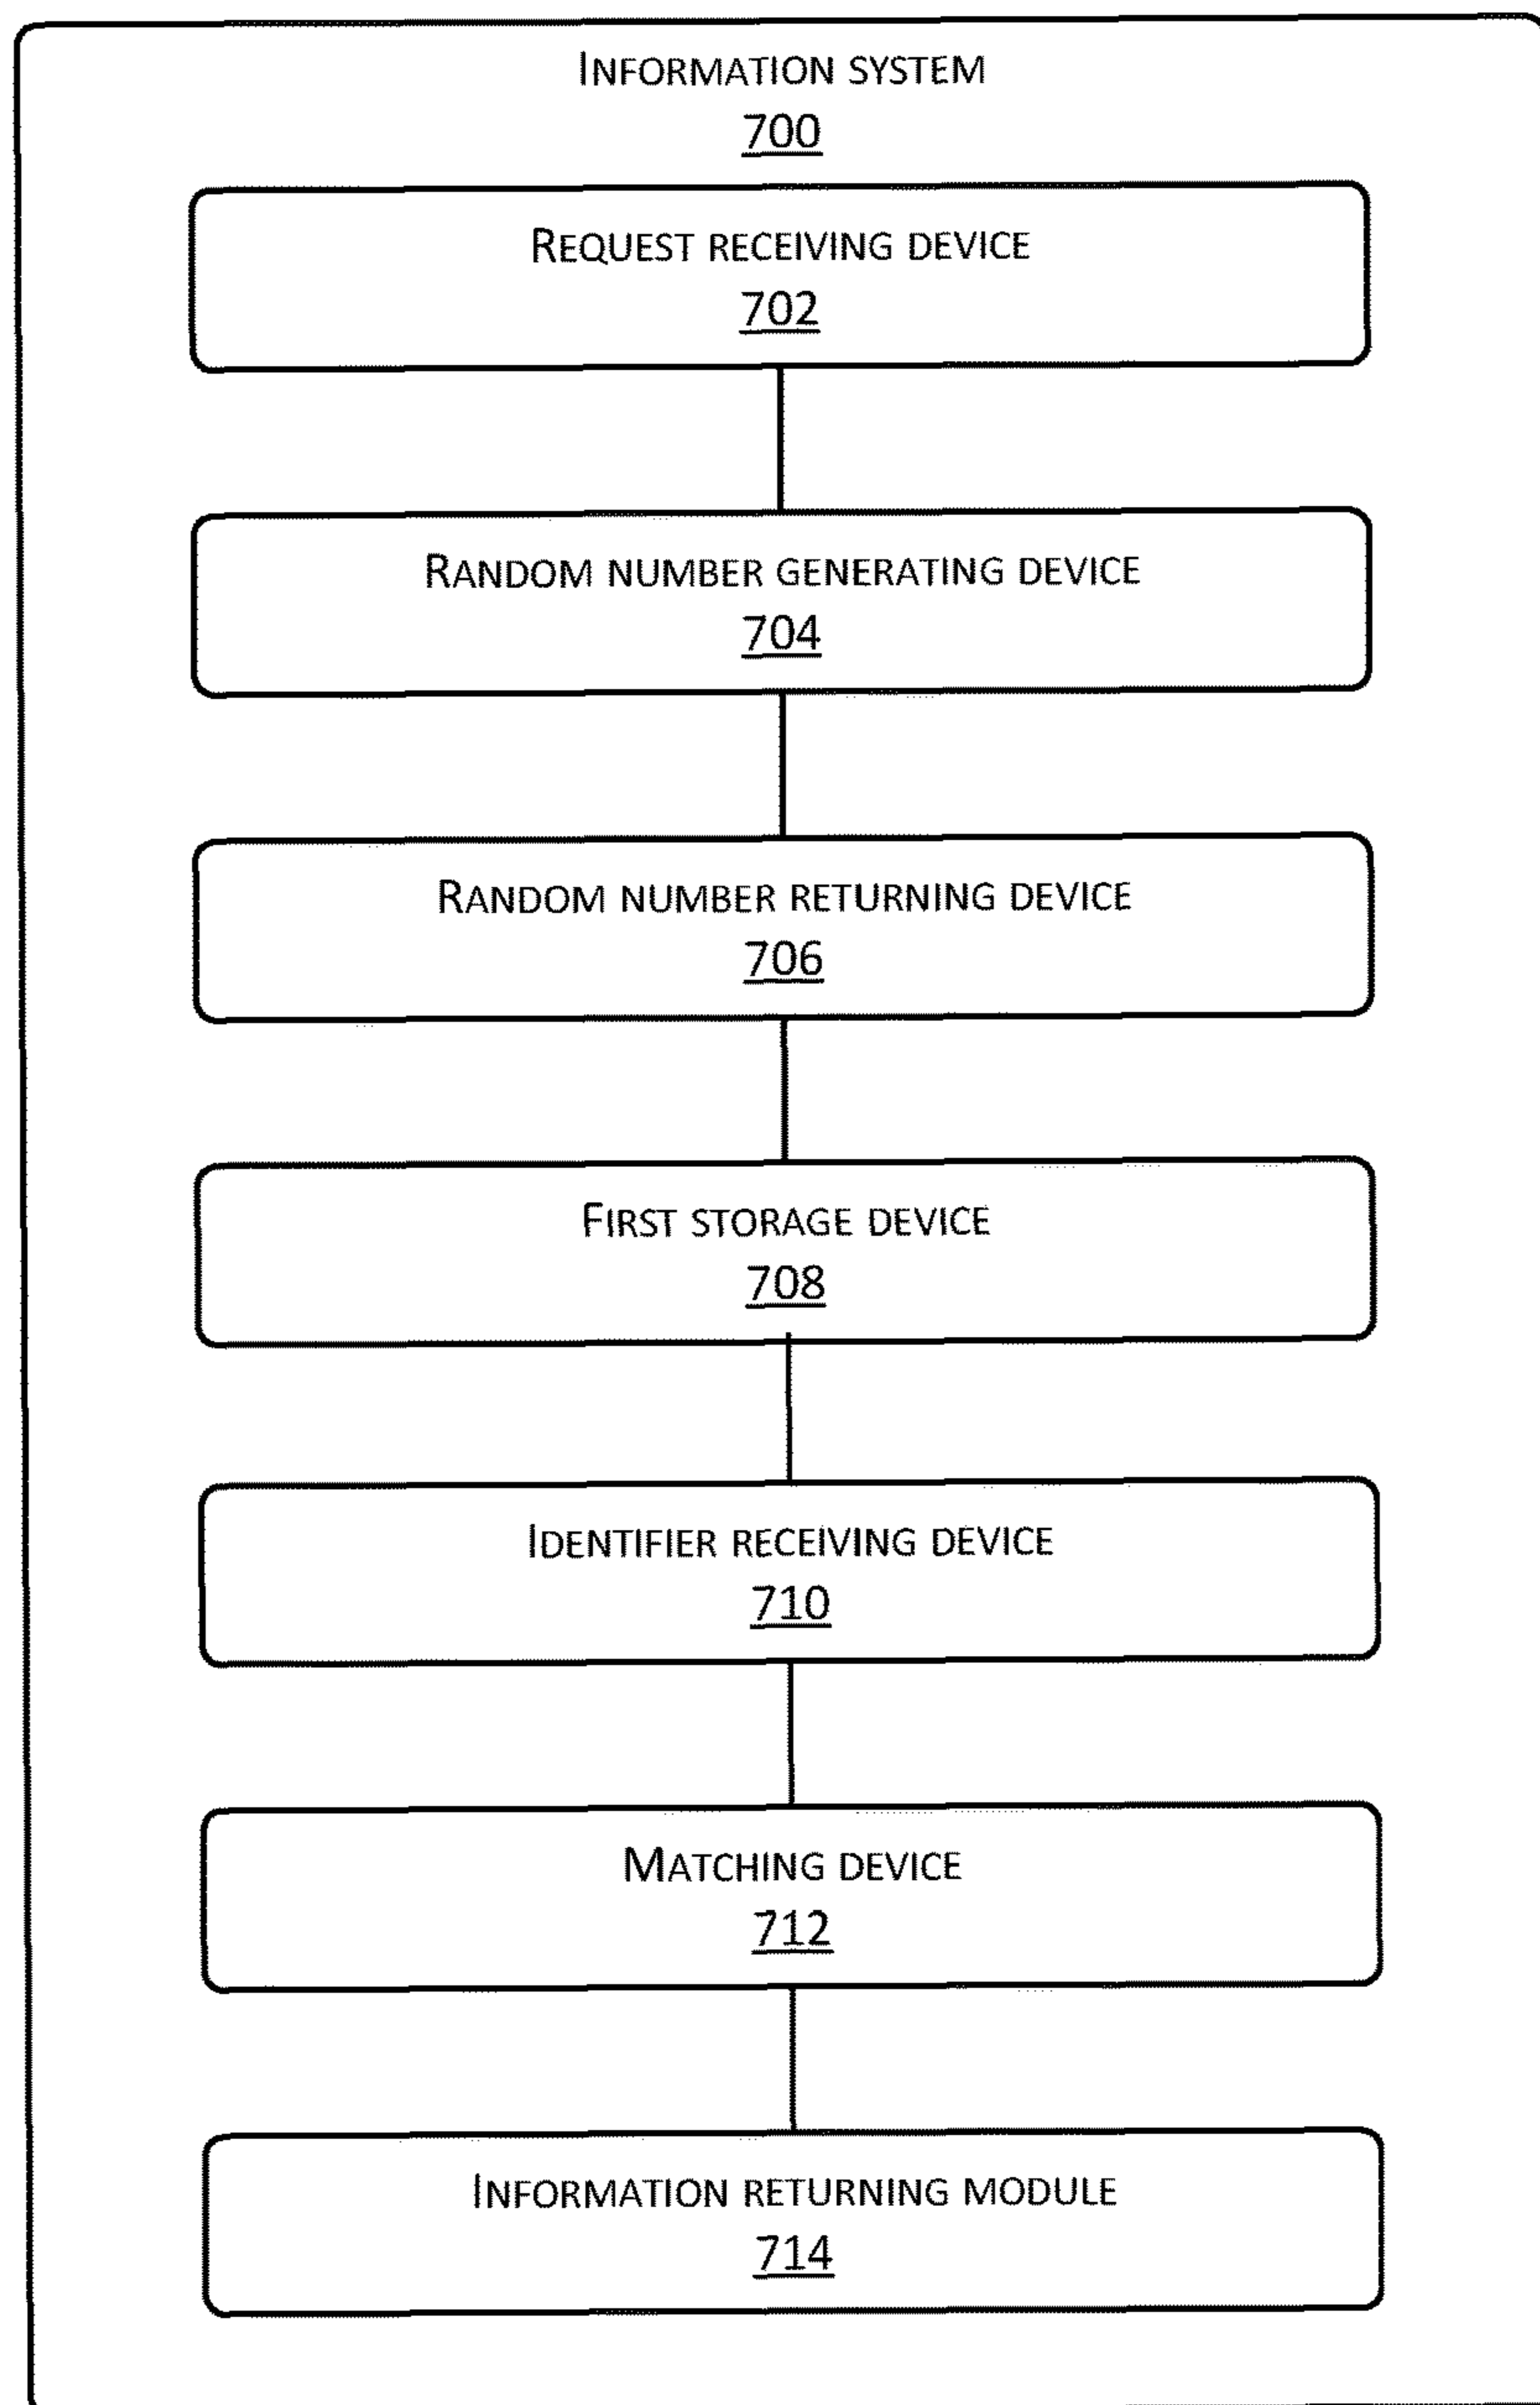 INFORMATION SYSTEM
700
REQUEST RECEIVING DEVICE
702
RANDOM NUMBER GENERATING DEVICE
704
RANDOM NUMBER RETURNING DEVICE
706
FIRST STORAGE DEVICE
708
IDENTIFIER RECEIVING DEVICE
710
MATCHING DEVICE
712
INFORMATION RETURNING MODULE
714